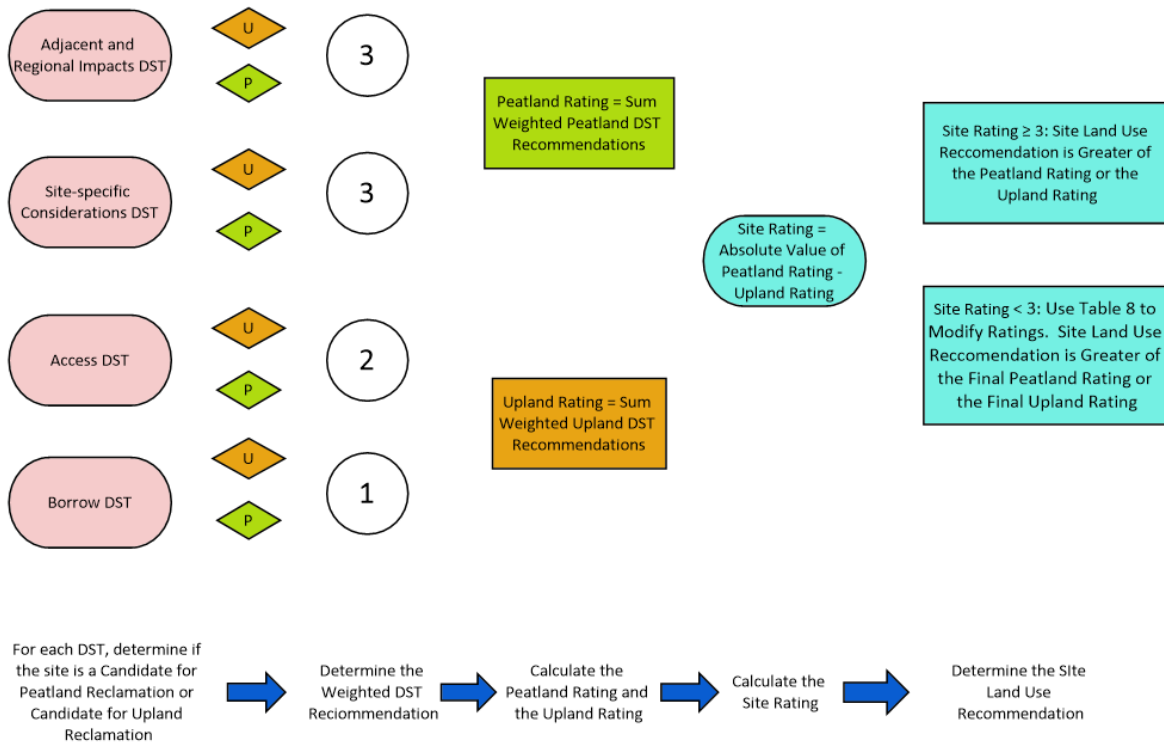 Adjacent and
Regional Impacts DST
U
P
3
Site-specific
Considerations DST
U
P
3
Access DST
U
P
2
Borrow DST
U
P
1
Peatland Rating = Sum
Weighted Peatland DST
Recommendations
Upland Rating = Sum
Weighted Upland DST
Recommendations
Site Rating =
Absolute Value of
Peatland Rating -
Upland Rating
Site Rating ≥ 3: Site Land Use
Reccomendation is Greater of
the Peatland Rating or the
Upland Rating
Site Rating < 3: Use Table 8 to
Modify Ratings.  Site Land Use
Reccomendation is Greater of
the Final Peatland Rating or
the Final Upland Rating
For each DST, determine if
the site is a Candidate for
Peatland Reclamation or
Candidate for Upland
Reclamation
Determine the
Weighted DST
Reciommendation
Calculate the
Peatland Rating and
the Upland Rating
Calculate the
Site Rating
Determine the SIte
Land Use
Recommendation